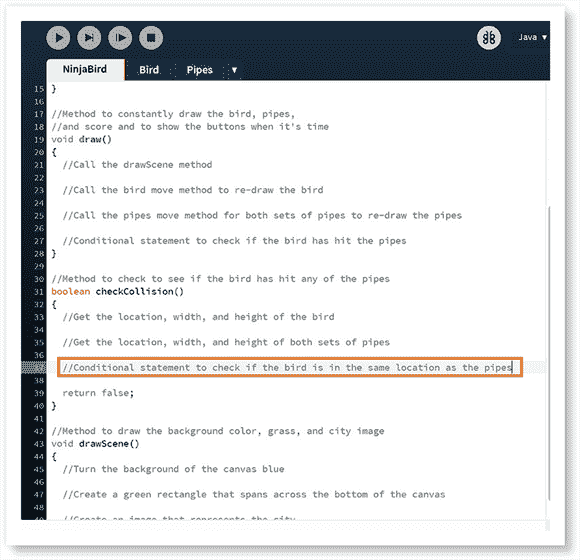 Java ▾
NinjaBird Bird Pipes ▾
15 }
16
17 //Method to constantly draw the bird, pipes,
18 //and score and to show the buttons when it's time
19 void draw()
20 {
21 //Call the drawScene method
22
23 //Call the bird move method to re-draw the bird
24
25 //Call the pipes move method for both sets of pipes to re-draw the pipes
26
27 //Conditional statement to check if the bird has hit the pipes
28 }
29
30 //Method to check to see if the bird has hit any of the pipes
31 boolean checkCollision()
32 {
33 //Get the location, width, and height of the bird
34
35 //Get the location, width, and height of both sets of pipes
36
//Conditional statement to check if the bird is in the same location as the pipes
38
39 return false;
40 }
41
42 //Method to draw the background color, grass, and city image
43 void drawScene()
44 {
45 //Turn the background of the canvas blue
46
47 //Create a green rectangle that spans across the bottom of the canvas
48
//Create an image that represents the city